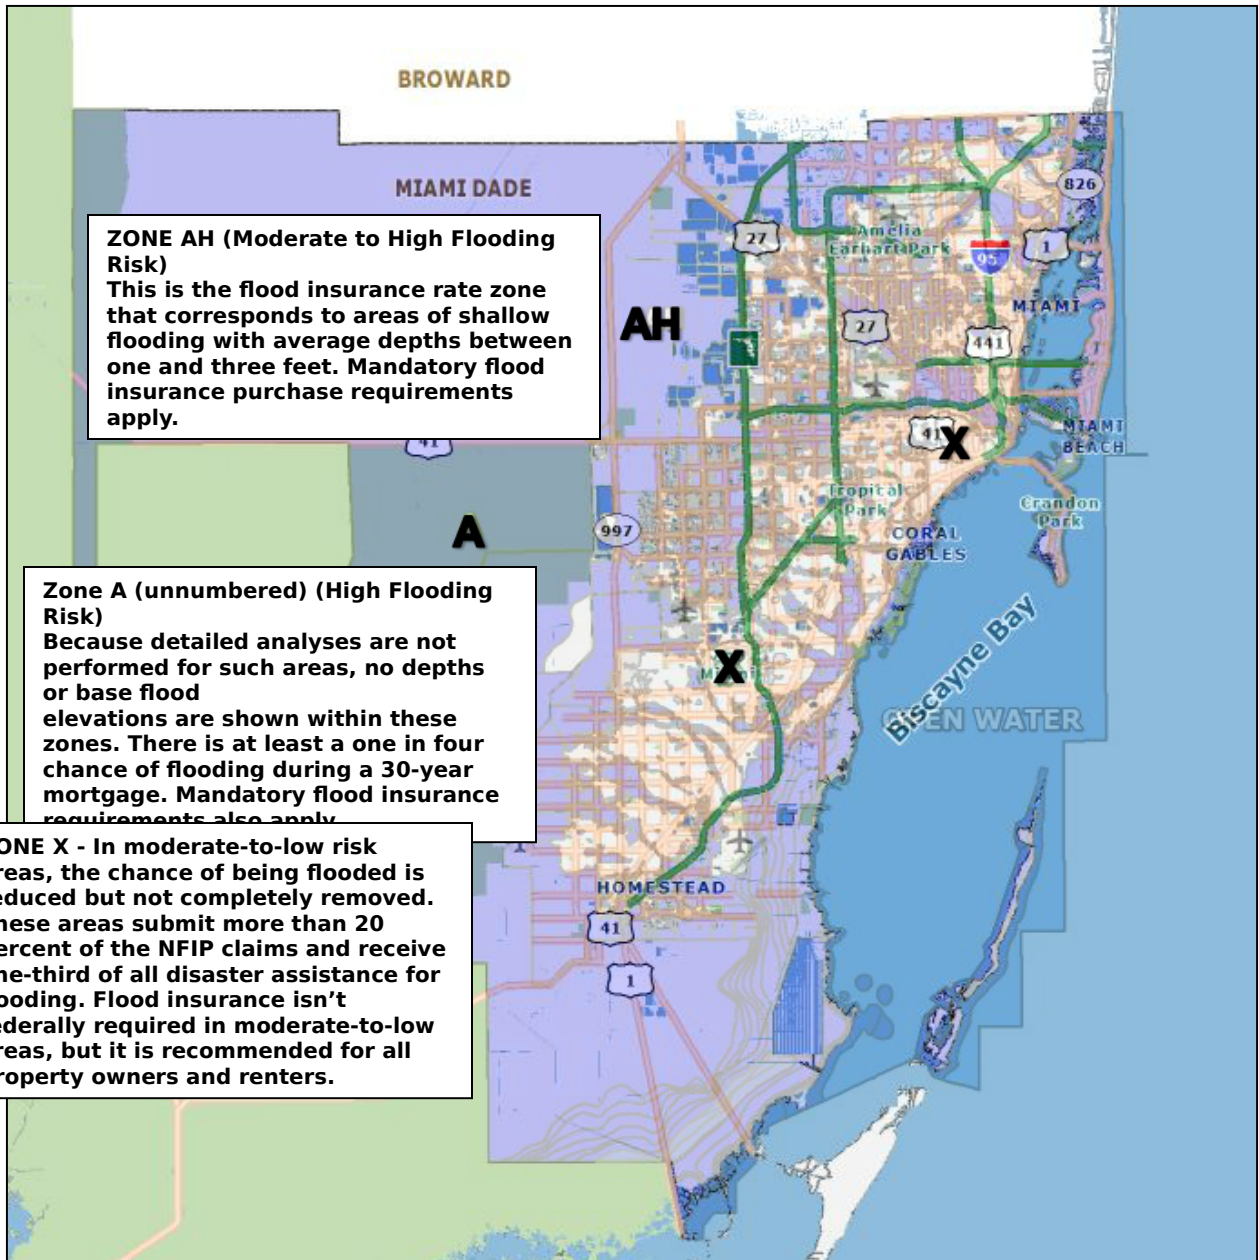 BROWARD
MIAMI DADE
826
ZONE AH (Moderate to High Flooding
Risk)
This is the flood insurance rate zone
that corresponds to areas of shallow
flooding with average depths between
one and three feet. Mandatory flood
insurance purchase requirements
apply.
27
Amelia
Earhart Park
95
1
MIAMI
AH
27
441
41
41
X
MIAMI
BEACH
A
997
Tropical
Park
Crandon
Park
CORAL
GABLES
Zone A (unnumbered) (High Flooding
Risk)
Because detailed analyses are not
performed for such areas, no depths
or base flood
elevations are shown within these
zones. There is at least a one in four
chance of flooding during a 30-year
mortgage. Mandatory flood insurance
requirements also apply
X
Biscayne Bay
EN WATER
ONE X - In moderate-to-low risk
reas, the chance of being flooded is
educed but not completely removed.
hese areas submit more than 20
ercent of the NFIP claims and receive
ne-third of all disaster assistance for
ooding. Flood insurance isn’t
ederally required in moderate-to-low
reas, but it is recommended for all
roperty owners and renters.
HOMESTEAD
41
1